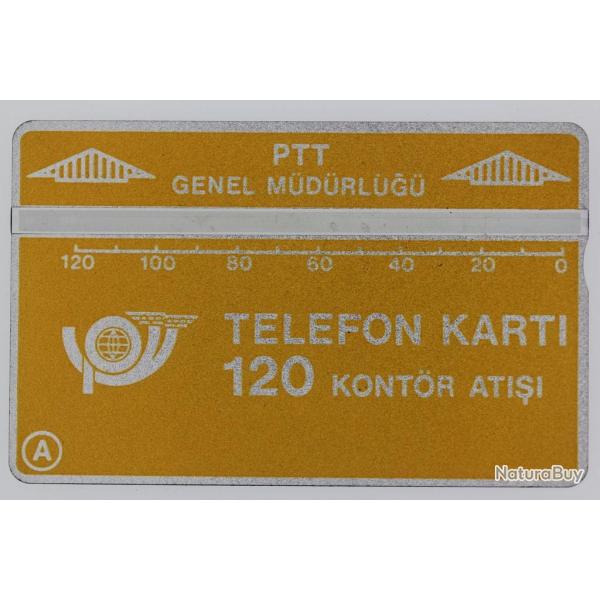 PTT
GENEL MÜDÜRLÜĞÜ
120 100 80 60 40 20 0
TELEFON KARTI
120 KONTÖR ATIŞI
A
NaturaBuy